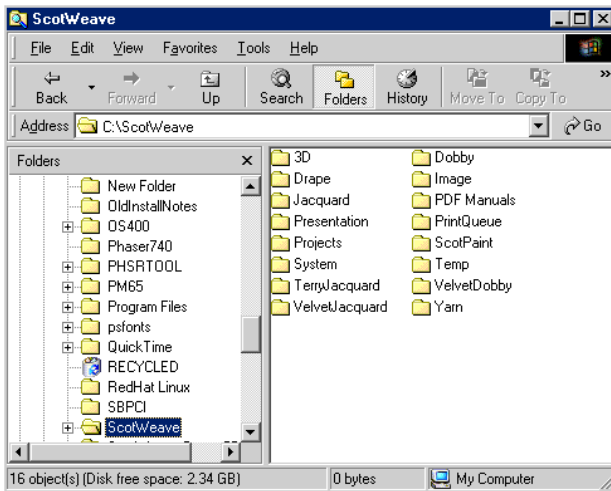 ScotWeave
File Edit View Favorites Tools Help
Back Forward Up Search Folders History Move To Copy To »
Address C:\ScotWeave Go
Folders
New Folder
OldInstallNotes
OS400
Phaser740
PHSRTOOL
PM65
Program Files
psfonts
QuickTime
RECYCLED
RedHat Linux
SBPCI
ScotWeave
3D Dobby
Drape Image
Jacquard PDF Manuals
Presentation PrintQueue
Projects ScotPaint
System Temp
TerryJacquard VelvetDobby
VelvetJacquard Yarn
16 object(s) (Disk free space: 2.34 GB) 0 bytes My Computer